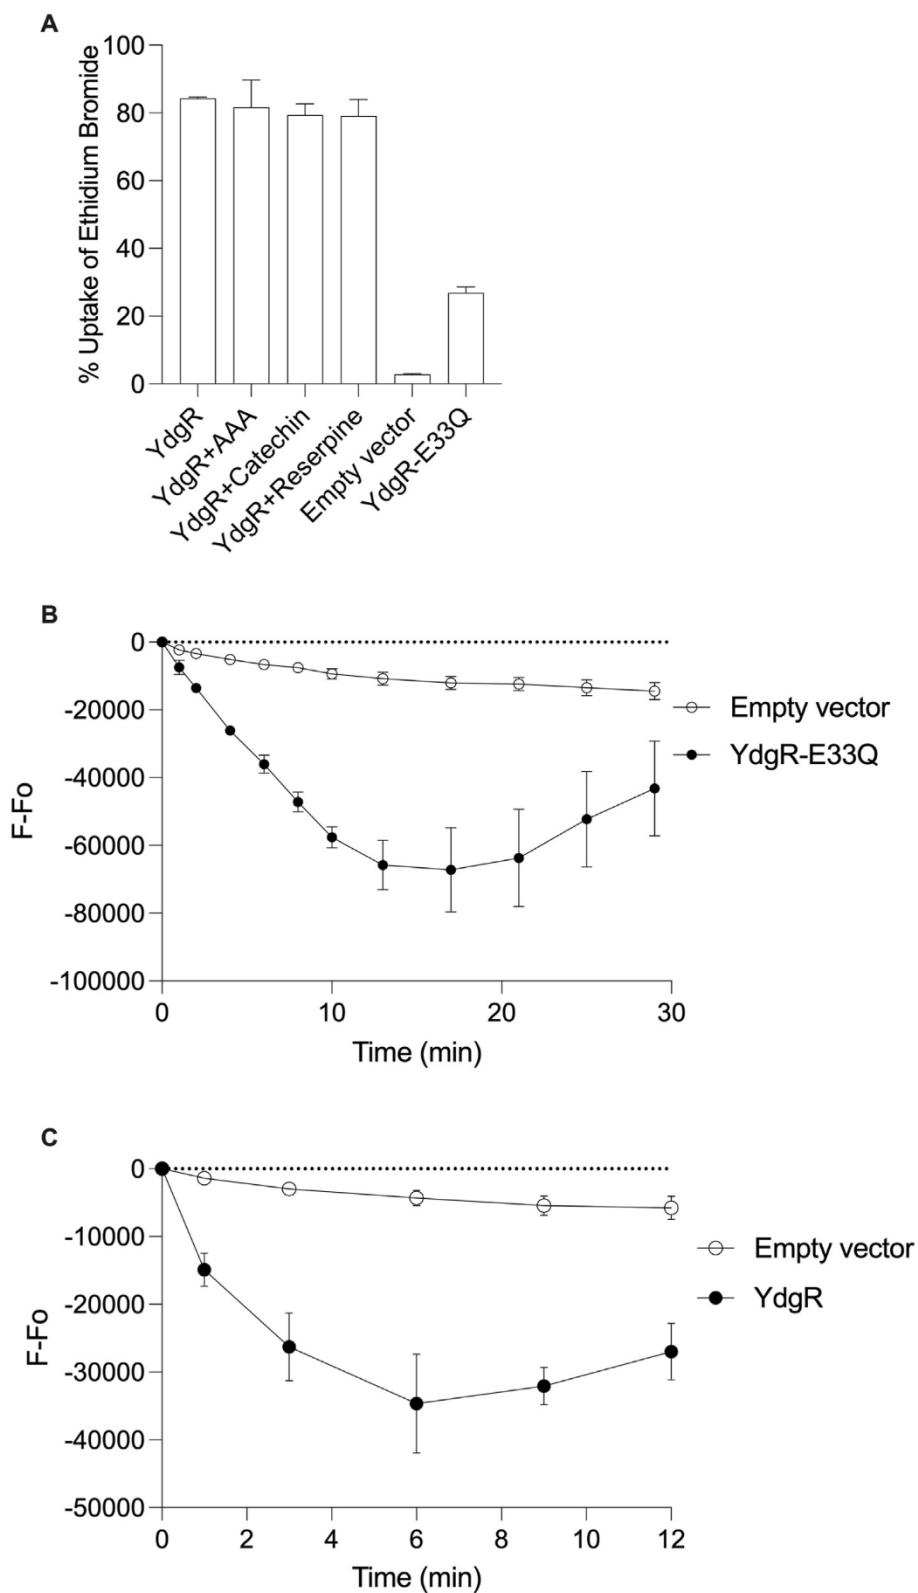 A
% Uptake of Ethidium Bromide
100
80
60
40
20
0
YdgR
YdgR+AAA
YdgR+Catechin
YdgR+Reserpine
Empty vector
YdgR-E33Q
B
F-Fo
0
-20000
-40000
-60000
-80000
-100000
0 10 20 30
Time (min)
Empty vector
YdgR-E33Q
C
F-Fo
0
-10000
-20000
-30000
-40000
-50000
0 2 4 6 8 10 12
Time (min)
Empty vector
YdgR